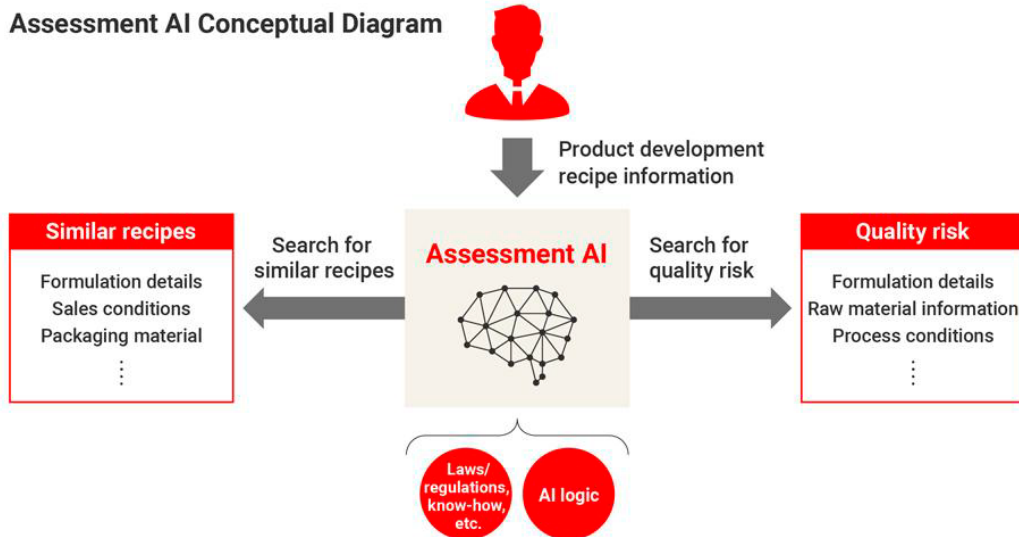 Assessment AI Conceptual Diagram
Product development
recipe information
Similar recipes
Formulation details
Sales conditions
Packaging material
Search for
similar recipes
Assessment AI
Search for
quality risk
Quality risk
Formulation details
Raw material information
Process conditions
Laws/
regulations,
know-how,
etc.
AI logic